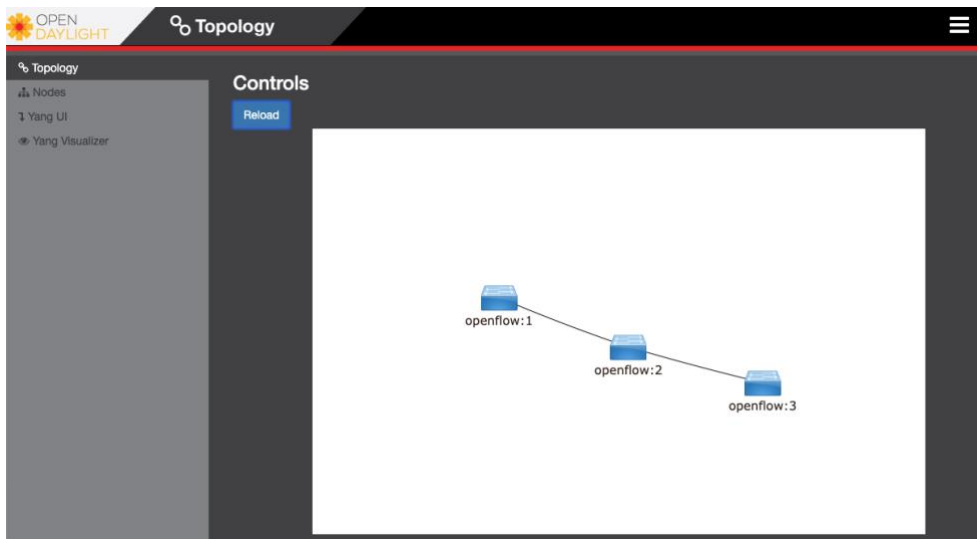 OPEN
DAYLIGHT
Topology
Topology
Nodes
Yang UI
Yang Visualizer
Controls
Reload
openflow:1
openflow:2
openflow:3